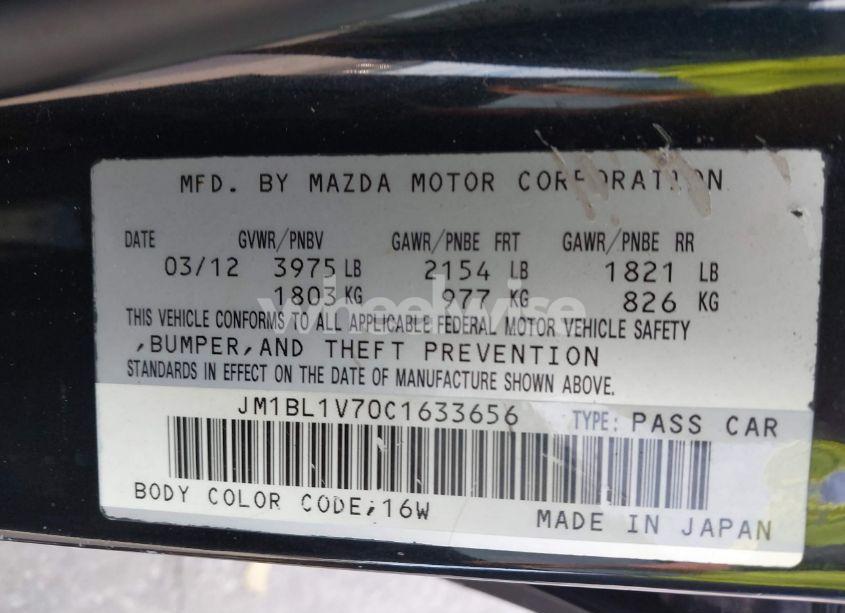 MFD. BY MAZDA MOTOR CORPORATION
DATE GVWR/PNBV GAWR/PNBE FRT GAWR/PNBE RR
03/12 3975 LB 2154 LB 1821 LB
1803 KG 977 KG 826 KG
wheelwise
THIS VEHICLE CONFORMS TO ALL APPLICABLE FEDERAL MOTOR VEHICLE SAFETY
,BUMPER,AND THEFT PREVENTION
STANDARDS IN EFFECT ON THE DATE OF MANUFACTURE SHOWN ABOVE.
JM1BL1V70C1633656 TYPE: PASS CAR
BODY COLOR CODE;16W
MADE IN JAPAN